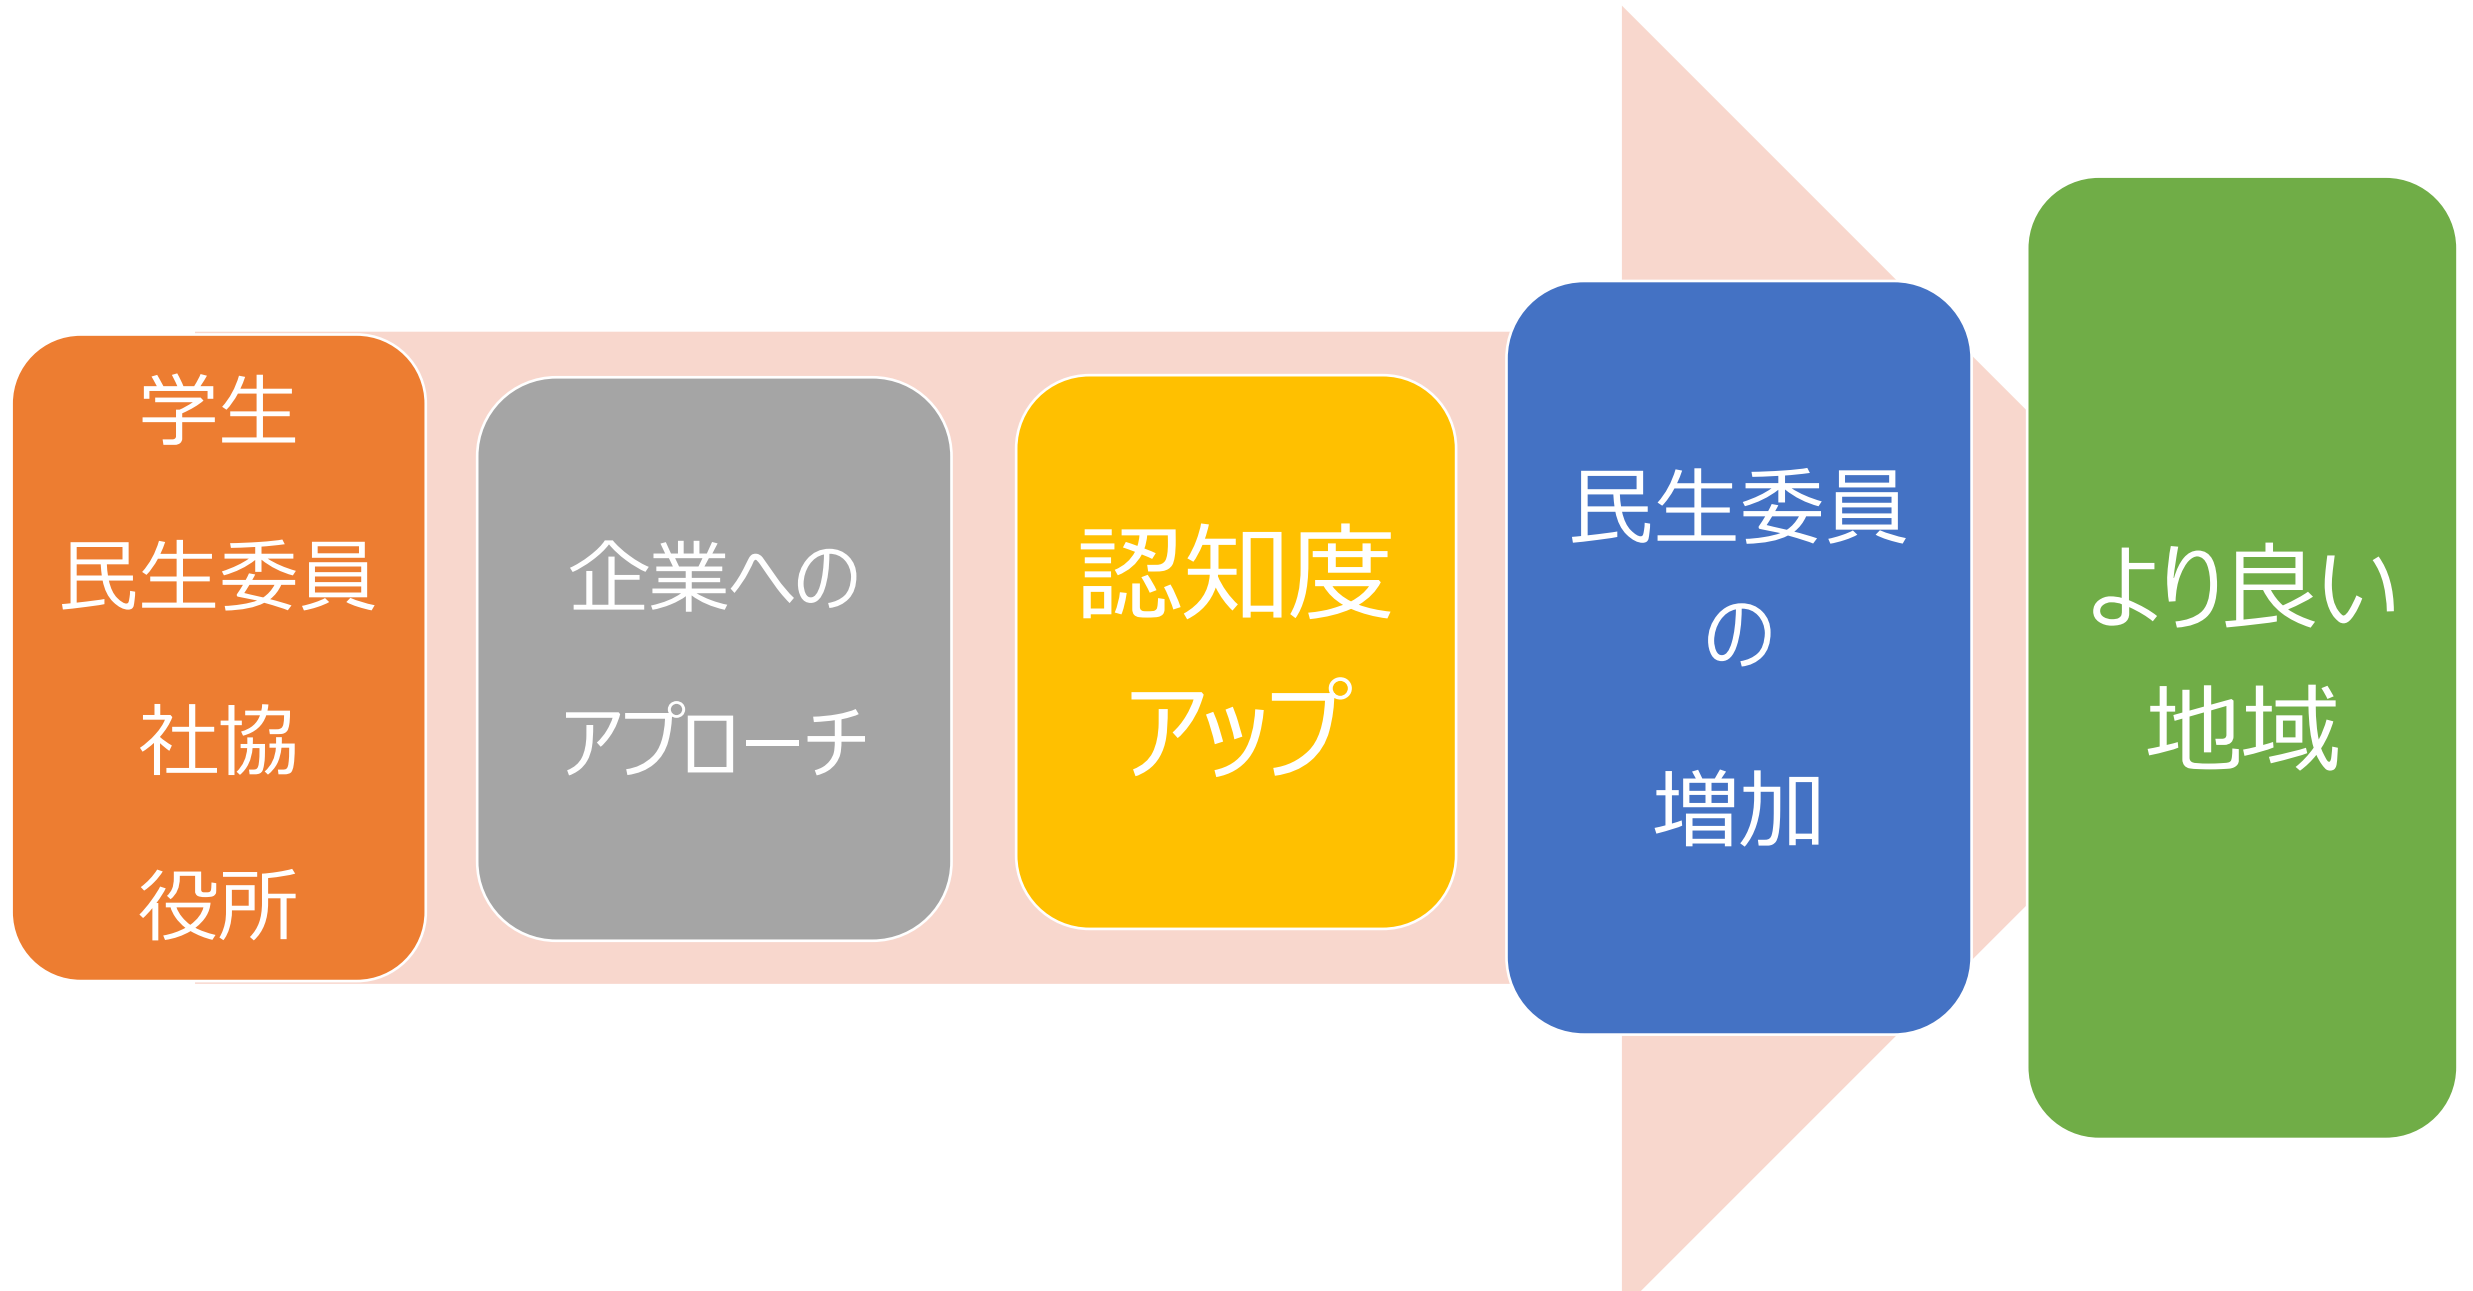 学生
民生委員
社協
役所
企業への
アプローチ
認知度
アップ
民生委員
の
増加
より良い
地域